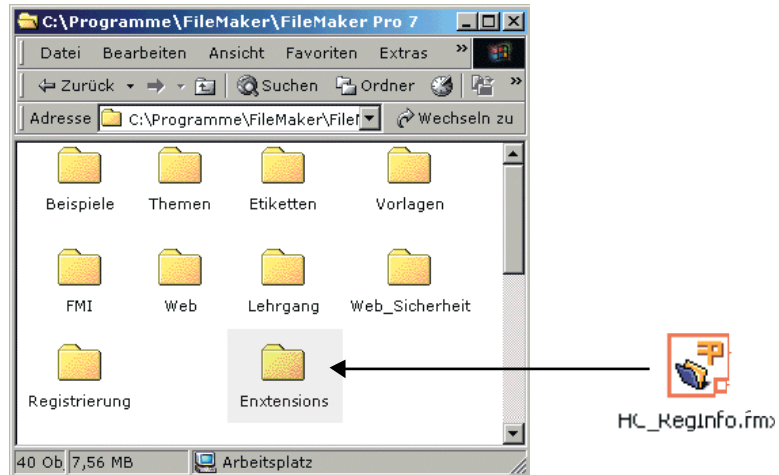 C:\Programme\FileMaker\FileMaker Pro 7
Datei Bearbeiten Ansicht Favoriten Extras »
Zurück Suchen Ordner »
Adresse C:\Programme\FileMaker\File Wechseln zu
Beispiele Themen Etiketten Vorlagen
FMI Web Lehrgang Web_Sicherheit
Registrierung Enxtensions
HC_RegInfo.fmx
40 Ob 7,56 MB Arbeitsplatz